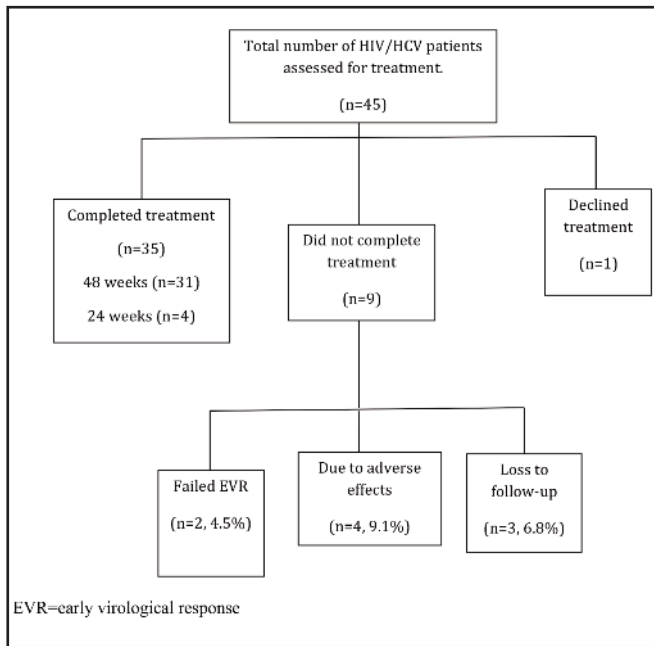 Total number of HIV/HCV patients
assessed for treatment.
(n=45)
Completed treatment
(n=35)
48 weeks (n=31)
24 weeks (n=4)
Did not complete
treatment
(n=9)
Declined
treatment
(n=1)
Failed EVR
(n=2, 4.5%)
Due to adverse
effects
(n=4, 9.1%)
Loss to
follow-up
(n=3, 6.8%)
EVR=early virological response